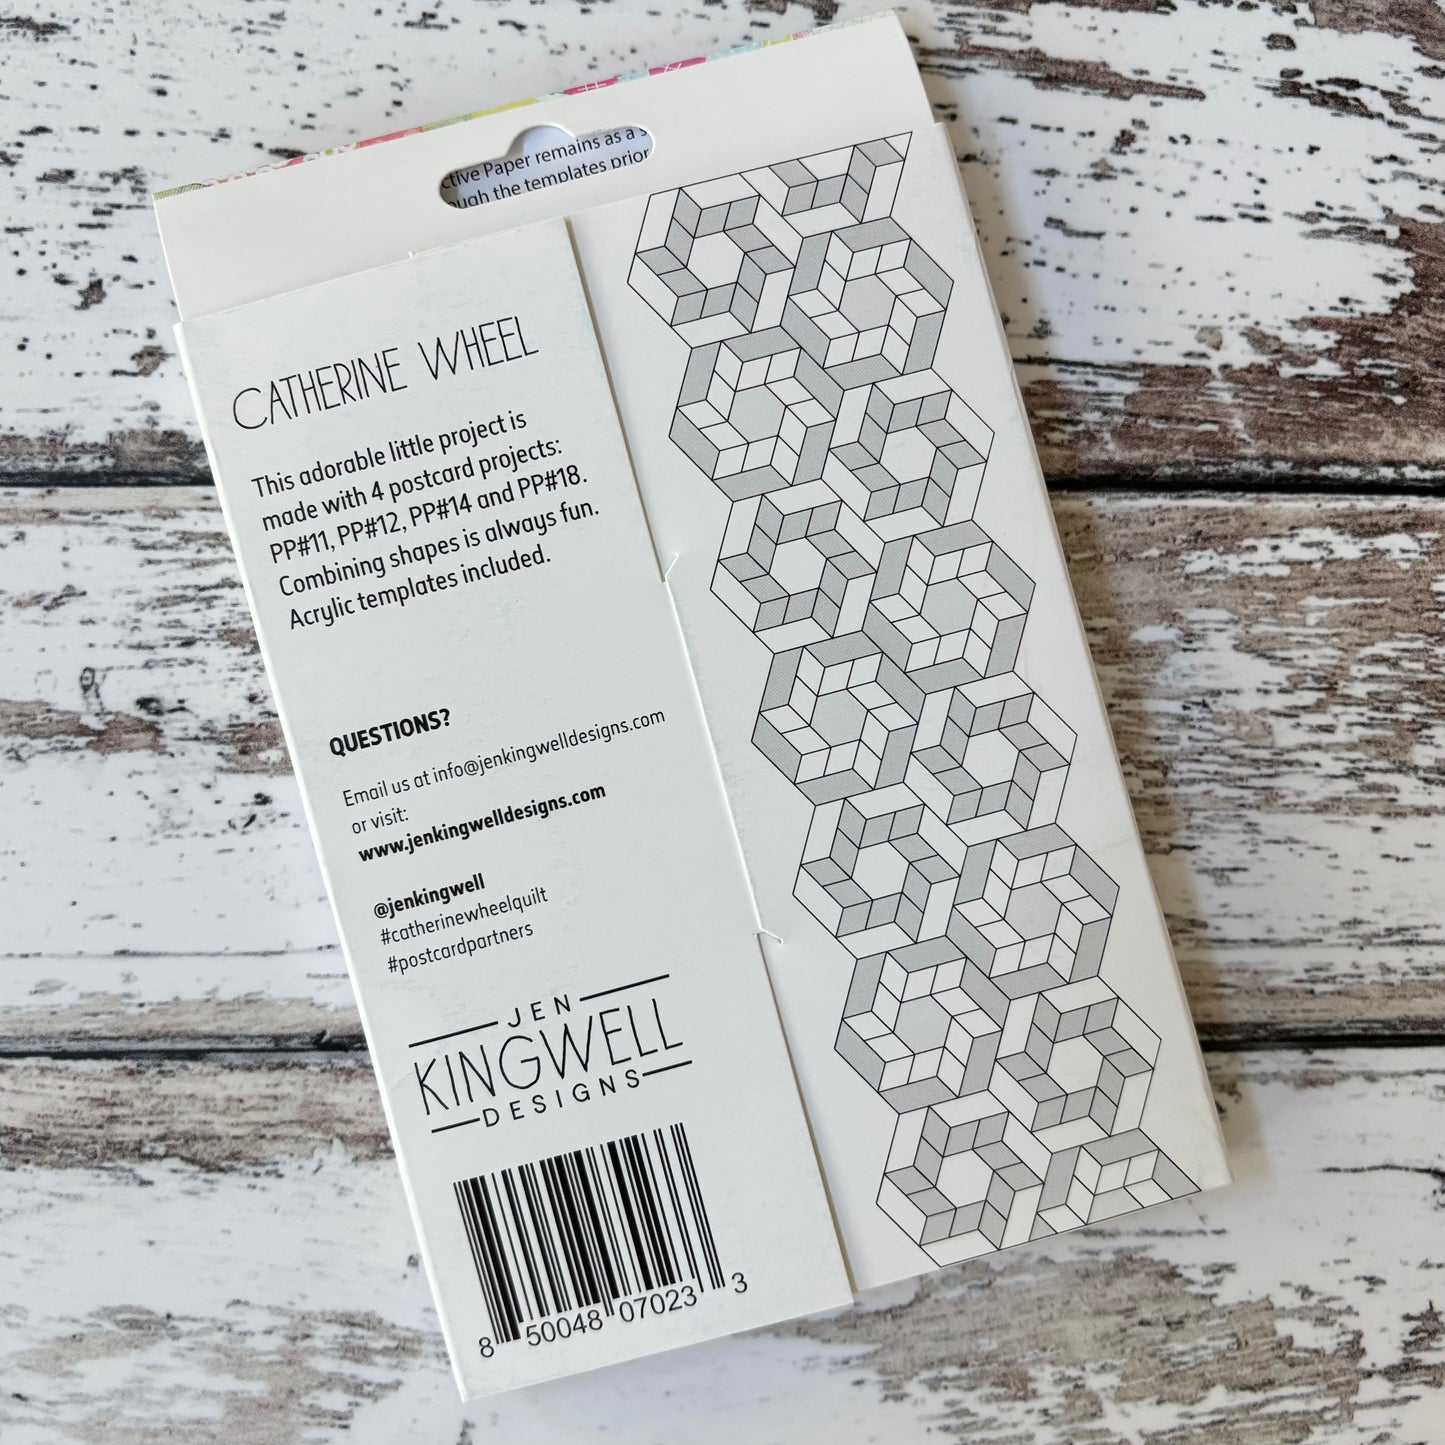 ctive Paper remains as a s
ough the templates prior
CATHERINE WHEEL
This adorable little project is
made with 4 postcard projects:
PP#11, PP#12, PP#14 and PP#18.
Combining shapes is always fun.
Acrylic templates included.
QUESTIONS?
Email us at info@jenkingwelldesigns.com
or visit:
www.jenkingwelldesigns.com
@jenkingwell
#catherinewheelquilt
#postcardpartners
JEN
KINGWELL
DESIGNS
8 50048 07023 3